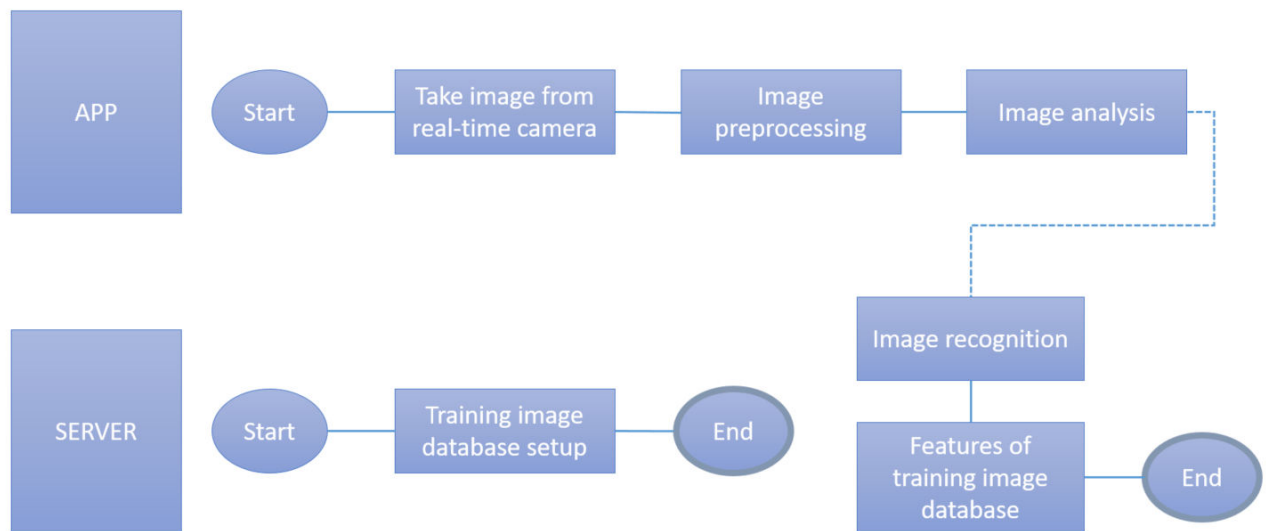 APP
Start
Take image from
real-time camera
Image
preprocessing
Image analysis
Image recognition
SERVER
Start
Training image
database setup
End
Features of
training image
database
End